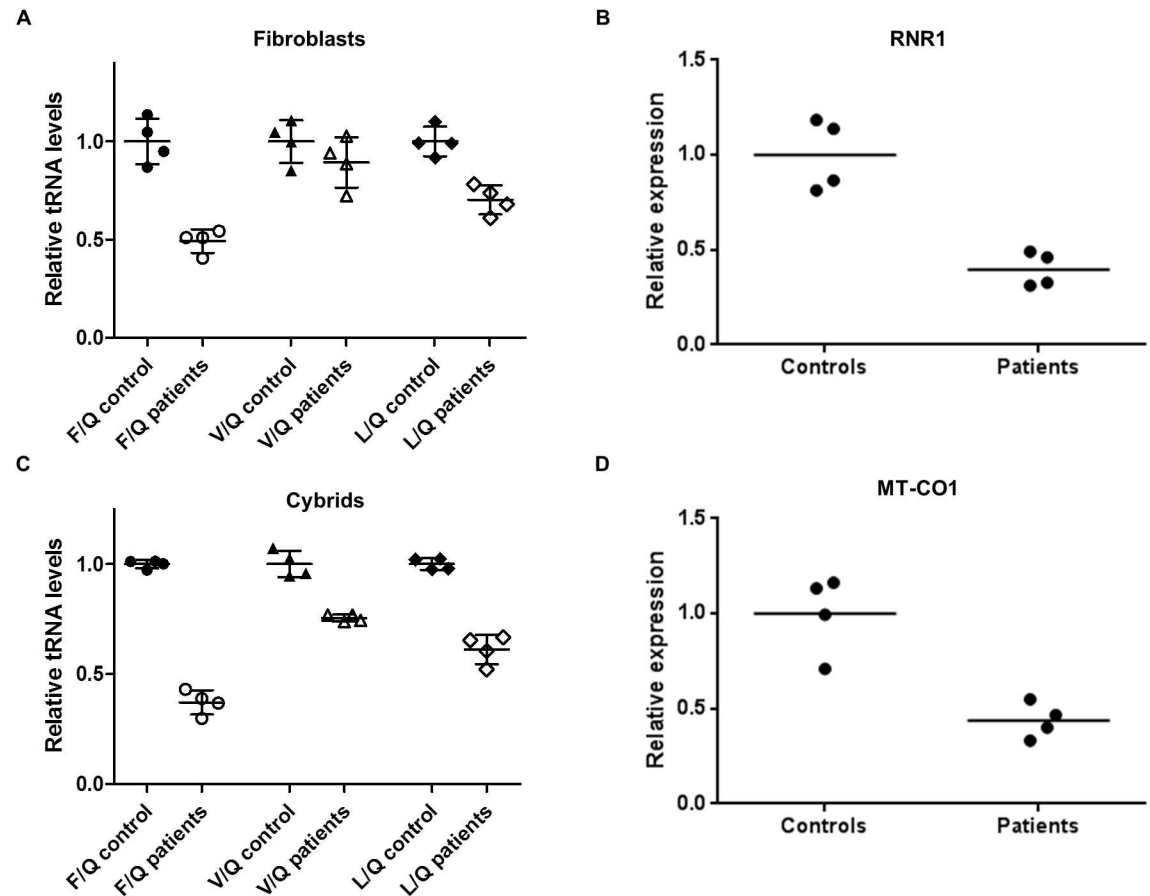 A
Fibroblasts
Relative tRNA levels
1.0
0.5
0.0
F/Q control
F/Q patients
V/Q control
V/Q patients
L/Q control
L/Q patients
B
RNR1
Relative expression
1.5
1.0
0.5
0.0
Controls
Patients
C
Cybrids
Relative tRNA levels
1.0
0.5
0.0
F/Q control
F/Q patients
V/Q control
V/Q patients
L/Q control
L/Q patients
D
MT-CO1
Relative expression
1.5
1.0
0.5
0.0
Controls
Patients